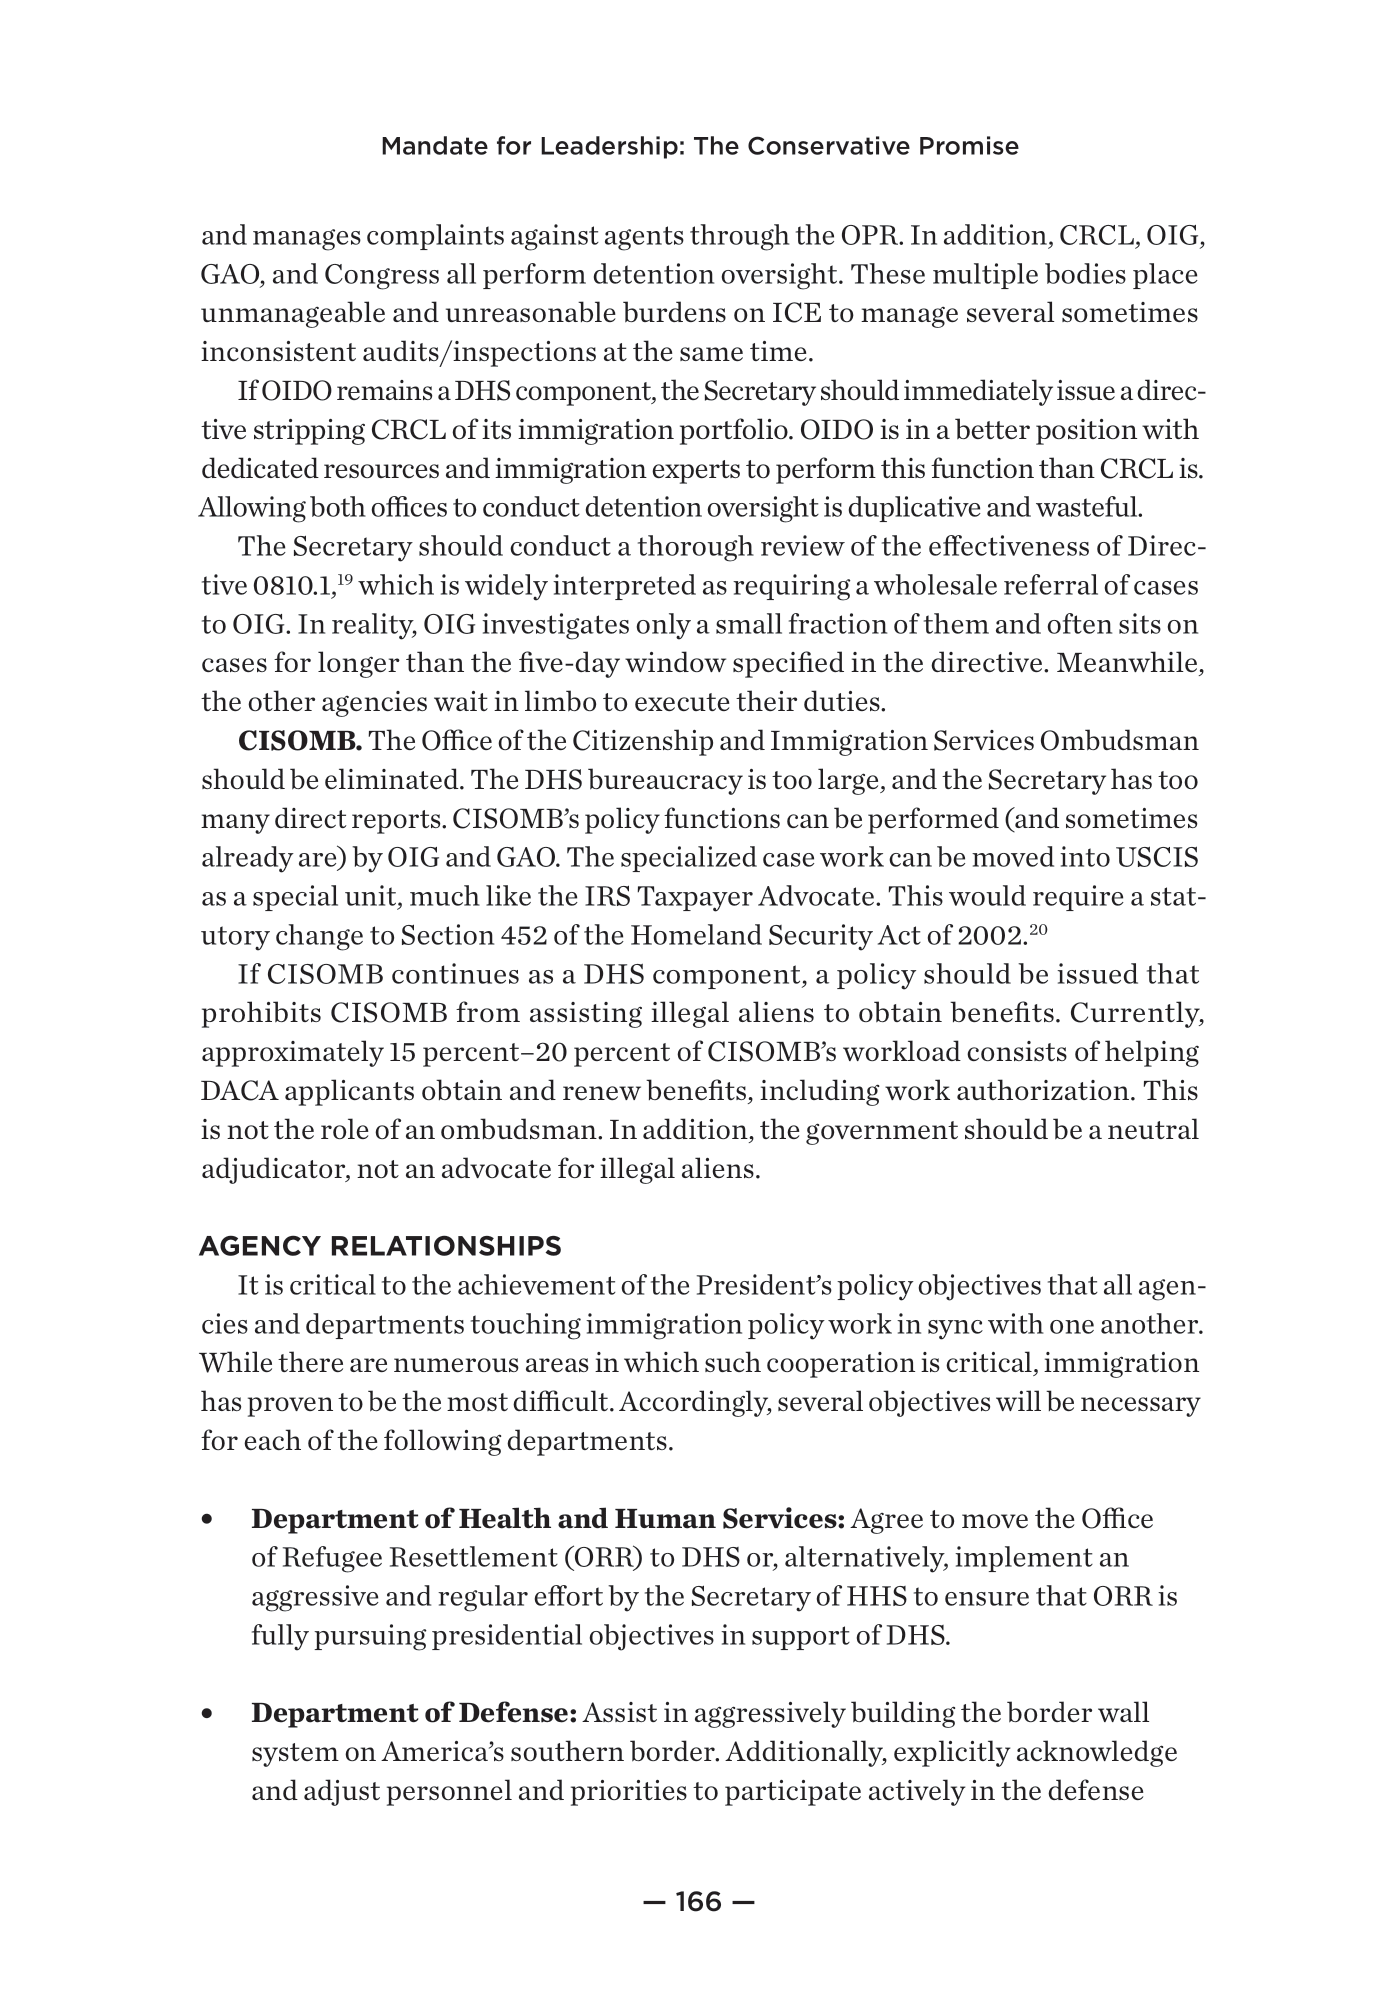 Mandate for Leadership: The Conservative Promise
and manages complaints against agents through the OPR. In addition, CRCL, OIG,
GAO, and Congress all perform detention oversight. These multiple bodies place
unmanageable and unreasonable burdens on ICE to manage several sometimes
inconsistent audits/inspections at the same time.
If OIDO remains a DHS component, the Secretary should immediately issue a direc-
tive stripping CRCL of its immigration portfolio. OIDO is in a better position with
dedicated resources and immigration experts to perform this function than CRCL is.
Allowing both offices to conduct detention oversight is duplicative and wasteful.
The Secretary should conduct a thorough review of the effectiveness of Direc-
tive 0810.1,19 which is widely interpreted as requiring a wholesale referral of cases
to OIG. In reality, OIG investigates only a small fraction of them and often sits on
cases for longer than the five-day window specified in the directive. Meanwhile,
the other agencies wait in limbo to execute their duties.
CISOMB. The Office of the Citizenship and Immigration Services Ombudsman
should be eliminated. The DHS bureaucracy is too large, and the Secretary has too
many direct reports. CISOMB’s policy functions can be performed (and sometimes
already are) by OIG and GAO. The specialized case work can be moved into USCIS
as a special unit, much like the IRS Taxpayer Advocate. This would require a stat-
utory change to Section 452 of the Homeland Security Act of 2002.20
If CISOMB continues as a DHS component, a policy should be issued that
prohibits CISOMB from assisting illegal aliens to obtain benefits. Currently,
approximately 15 percent–20 percent of CISOMB’s workload consists of helping
DACA applicants obtain and renew benefits, including work authorization. This
is not the role of an ombudsman. In addition, the government should be a neutral
adjudicator, not an advocate for illegal aliens.
AGENCY RELATIONSHIPS
It is critical to the achievement of the President’s policy objectives that all agen-
cies and departments touching immigration policy work in sync with one another.
While there are numerous areas in which such cooperation is critical, immigration
has proven to be the most difficult. Accordingly, several objectives will be necessary
for each of the following departments.
• Department of Health and Human Services: Agree to move the Office
of Refugee Resettlement (ORR) to DHS or, alternatively, implement an
aggressive and regular effort by the Secretary of HHS to ensure that ORR is
fully pursuing presidential objectives in support of DHS.
• Department of Defense: Assist in aggressively building the border wall
system on America’s southern border. Additionally, explicitly acknowledge
and adjust personnel and priorities to participate actively in the defense
— 166 —